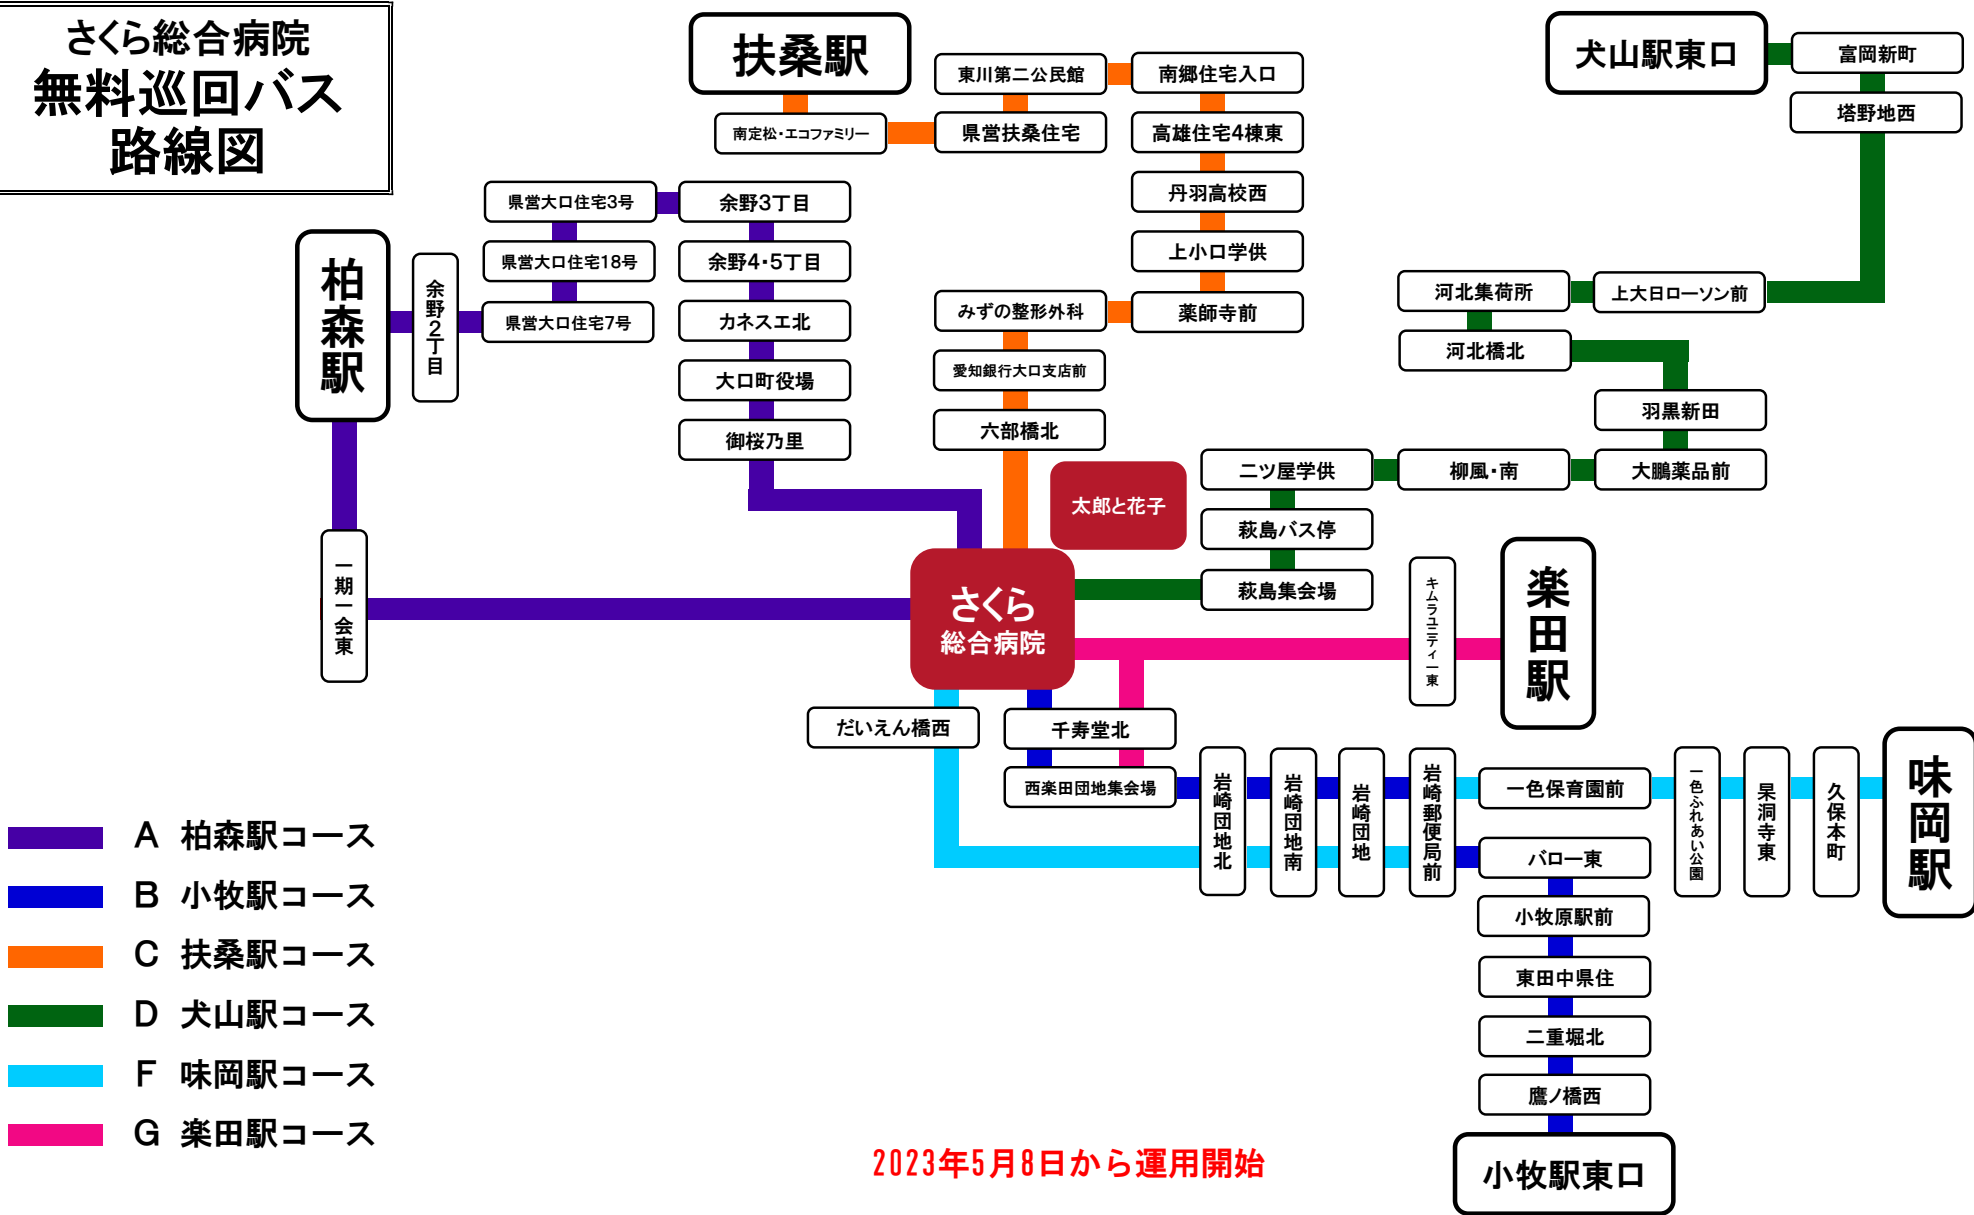 さくら総合病院
無料巡回バス
路線図
扶桑駅
南定松・エコファミリー
東川第二公民館
県営扶桑住宅
南郷住宅入口
高雄住宅4棟東
丹羽高校西
上小口学供
薬師寺前
みずの整形外科
愛知銀行大口支店前
六部橋北
犬山駅東口
富岡新町
塔野地西
上大日ローソン前
河北集荷所
河北橋北
羽黒新田
大鵬薬品前
柳風・南
二ツ屋学供
萩島バス停
萩島集会場
柏森駅
余野2丁目
県営大口住宅3号
県営大口住宅18号
県営大口住宅7号
余野3丁目
余野4・5丁目
カネスエ北
大口町役場
御桜乃里
一期一会東
太郎と花子
さくら
総合病院
キムラユニティー東
楽田駅
だいえん橋西
千寿堂北
西楽田団地集会場
岩崎団地北
岩崎団地南
岩崎団地
岩崎郵便局前
一色保育園前
一色ふれあい公園
杲洞寺東
久保本町
味岡駅
バロー東
小牧原駅前
東田中県住
二重堀北
鷹ノ橋西
小牧駅東口
A 柏森駅コース
B 小牧駅コース
C 扶桑駅コース
D 犬山駅コース
F 味岡駅コース
G 楽田駅コース
2023年5月8日から運用開始